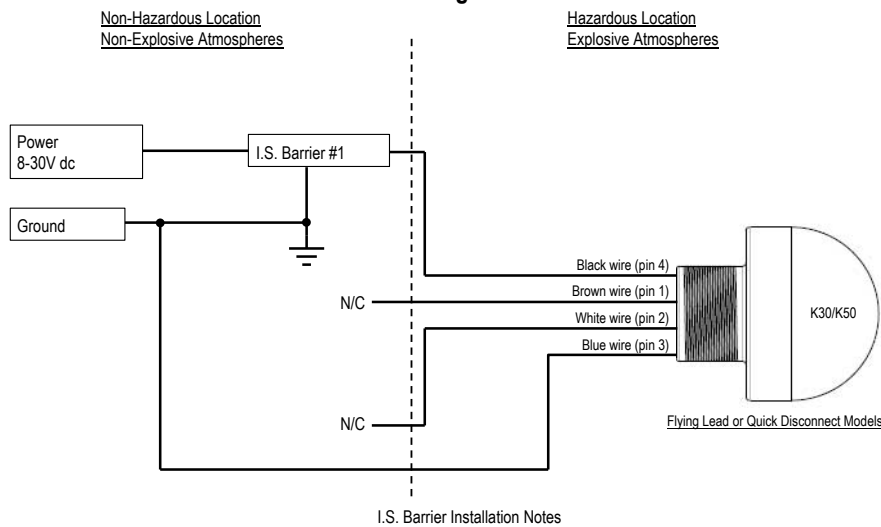 Non-Hazardous Location
Non-Explosive Atmospheres
Hazardous Location
Explosive Atmospheres
Power
8-30V dc
I.S. Barrier #1
Ground
Black wire (pin 4)
Brown wire (pin 1)
N/C
White wire (pin 2)
Blue wire (pin 3)
K30/K50
N/C
Flying Lead or Quick Disconnect Models
I.S. Barrier Installation Notes